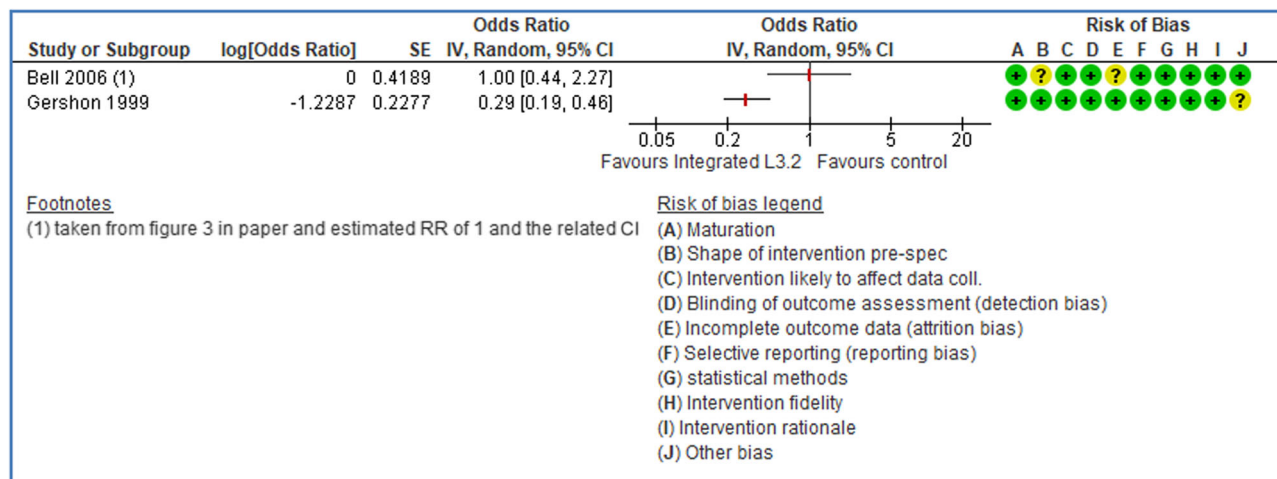 Odds Ratio Odds Ratio Risk of Bias
Study or Subgroup log[Odds Ratio] SE IV, Random, 95% CI IV, Random, 95% CI A B C D E F G H I J
Bell 2006 (1) 0 0.4189 1.00 [0.44, 2.27] + ? + + ? + + + + +
Gershon 1999 -1.2287 0.2277 0.29 [0.19, 0.46] + + + + + + + + + ?
0.05 0.2 1 5 20
Favours Integrated L3.2 Favours control
Footnotes
(1) taken from figure 3 in paper and estimated RR of 1 and the related CI
Risk of bias legend
(A) Maturation
(B) Shape of intervention pre-spec
(C) Intervention likely to affect data coll.
(D) Blinding of outcome assessment (detection bias)
(E) Incomplete outcome data (attrition bias)
(F) Selective reporting (reporting bias)
(G) statistical methods
(H) Intervention fidelity
(I) Intervention rationale
(J) Other bias